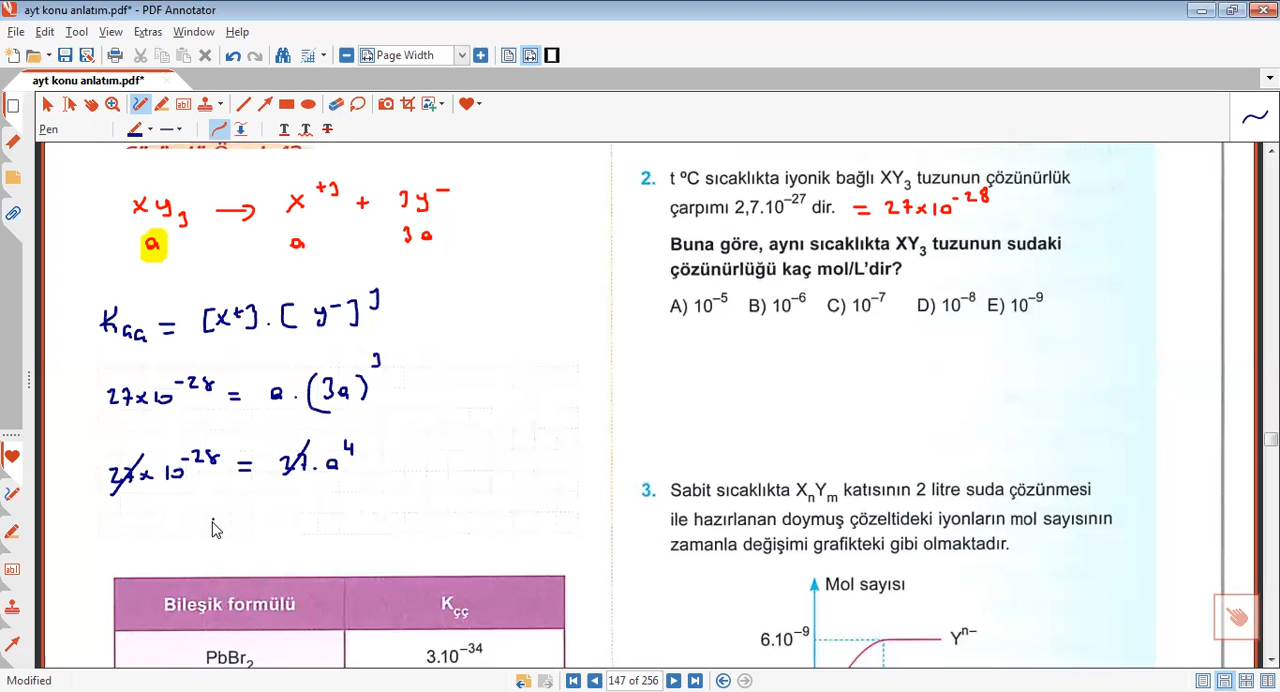 ayt konu anlatım.pdf* - PDF Annotator
File Edit Tool View Extras Window Help
Page Width
ayt konu anlatım.pdf*
Pen
xy₃ → x⁺³ + 3y⁻
a a 3a
Kçç = [x+] . [y⁻]³
27x10⁻²⁸ = a . (3a)³
27x10⁻²⁸ = 27 . a⁴
Bileşik formülü Kçç
PbBr₂ 3.10⁻³⁴
2. t ºC sıcaklıkta iyonik bağlı XY₃ tuzunun çözünürlük
çarpımı 2,7.10⁻²⁷ dir. = 27x10⁻²⁸
Buna göre, aynı sıcaklıkta XY₃ tuzunun sudaki
çözünürlüğü kaç mol/L'dir?
A) 10⁻⁵ B) 10⁻⁶ C) 10⁻⁷ D) 10⁻⁸ E) 10⁻⁹
3. Sabit sıcaklıkta XₙYₘ katısının 2 litre suda çözünmesi
ile hazırlanan doymuş çözeltideki iyonların mol sayısının
zamanla değişimi grafikteki gibi olmaktadır.
Mol sayısı
6.10⁻⁹ Yⁿ⁻
Modified 147 of 256